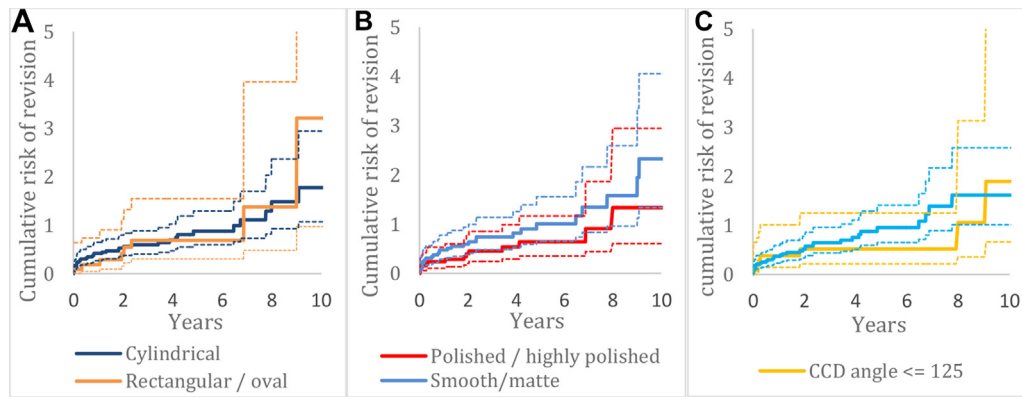 A
Cumulative risk of revision
5
4
3
2
1
0
0 2 4 6 8 10
Years
Cylindrical
Rectangular / oval
B
Cumulative risk of revision
5
4
3
2
1
0
0 2 4 6 8 10
Years
Polished / highly polished
Smooth/matte
C
cumulative risk of revision
5
4
3
2
1
0
0 2 4 6 8 10
Years
CCD angle <= 125